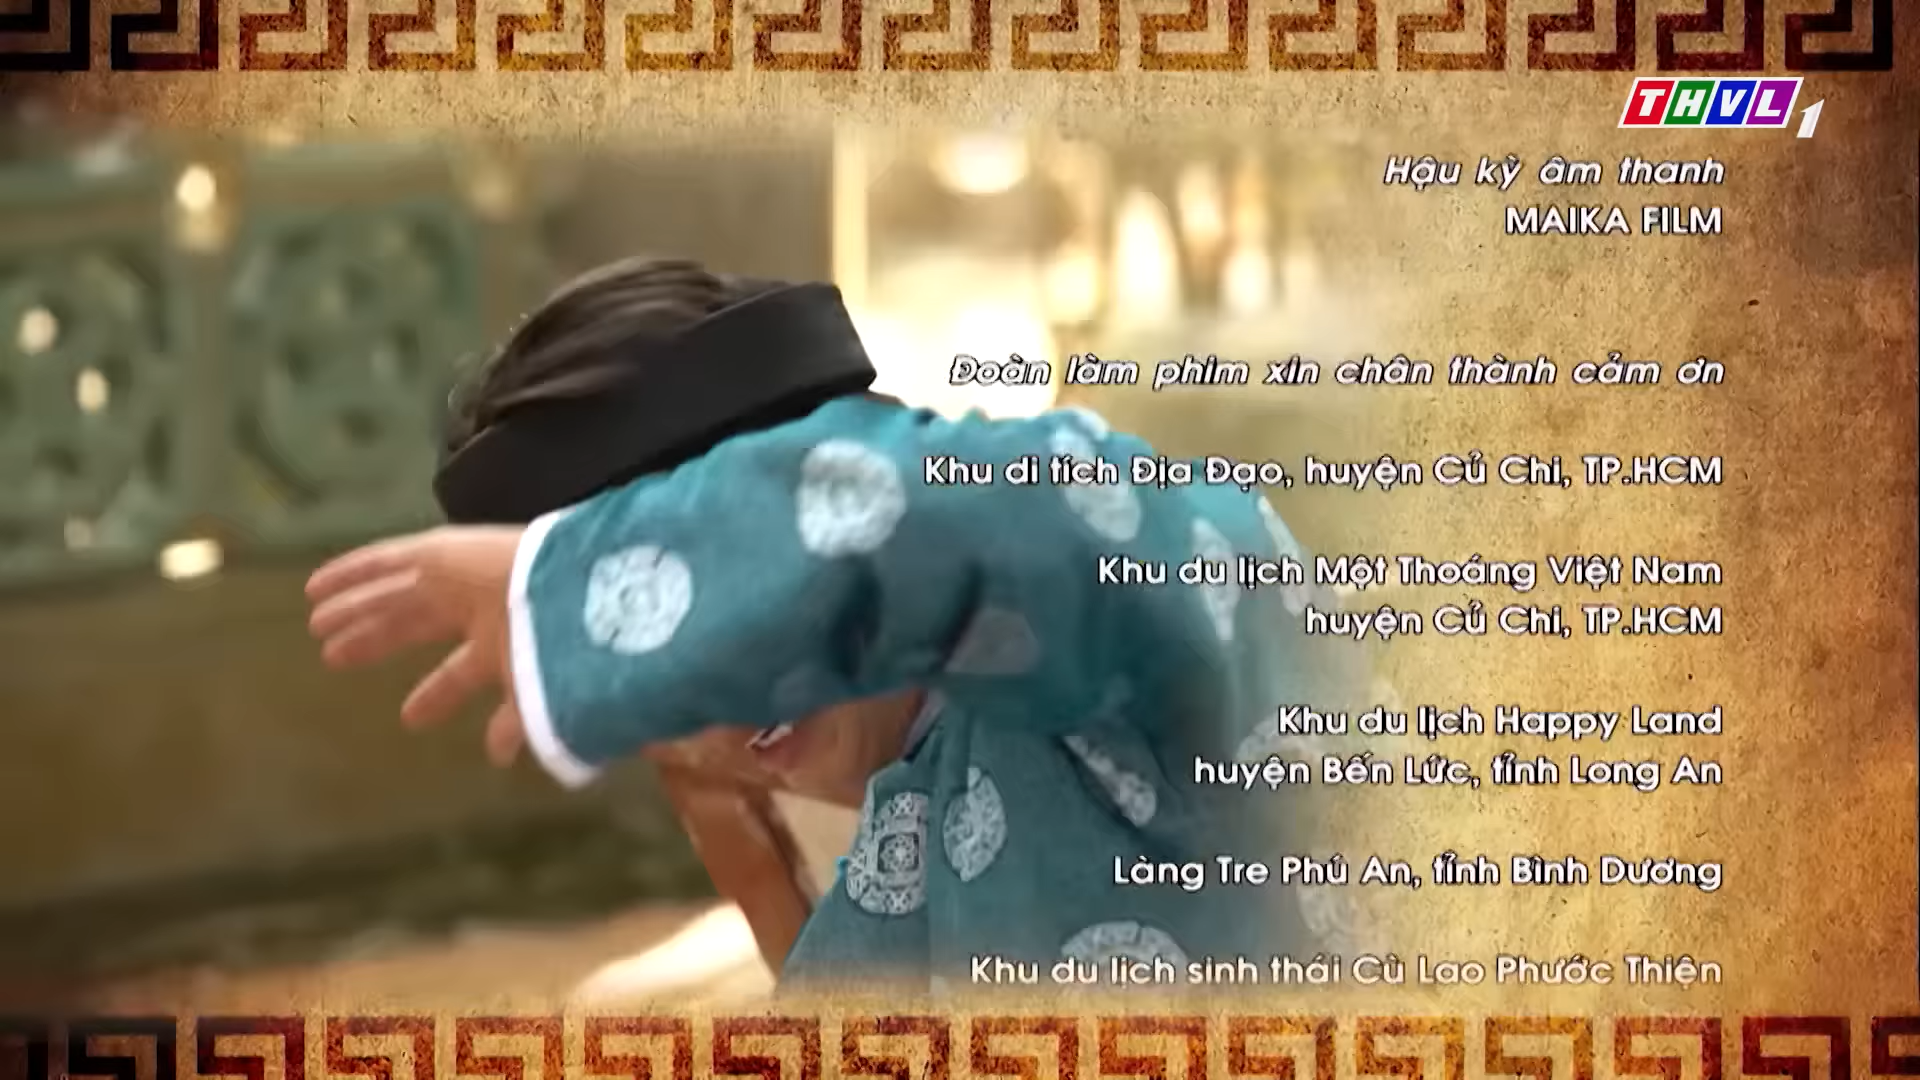 THVL1
Hậu kỳ âm thanh
MAIKA FILM
Đoàn làm phim xin chân thành cảm ơn
Khu di tích Địa Đạo, huyện Củ Chi, TP.HCM
Khu du lịch Một Thoáng Việt Nam
huyện Củ Chi, TP.HCM
Khu du lịch Happy Land
huyện Bến Lức, tỉnh Long An
Làng Tre Phú An, tỉnh Bình Dương
Khu du lịch sinh thái Cù Lao Phước Thiện